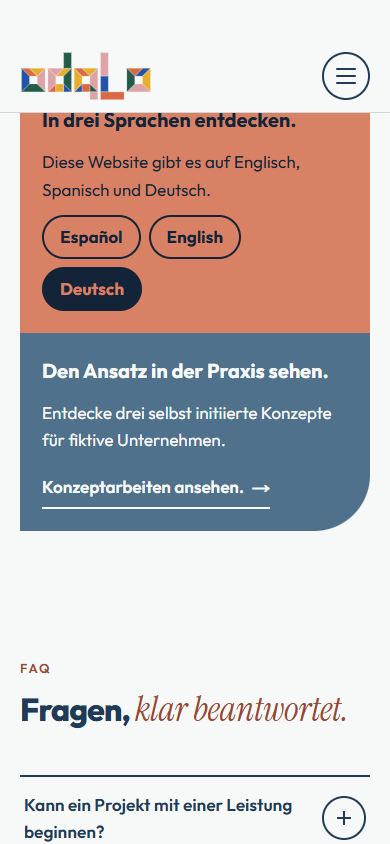 adala
In drei Sprachen entdecken.
Diese Website gibt es auf Englisch,
Spanisch und Deutsch.
Español
English
Deutsch
Den Ansatz in der Praxis sehen.
Entdecke drei selbst initiierte Konzepte
für fiktive Unternehmen.
Konzeptarbeiten ansehen. →
FAQ
Fragen, klar beantwortet.
Kann ein Projekt mit einer Leistung
beginnen?